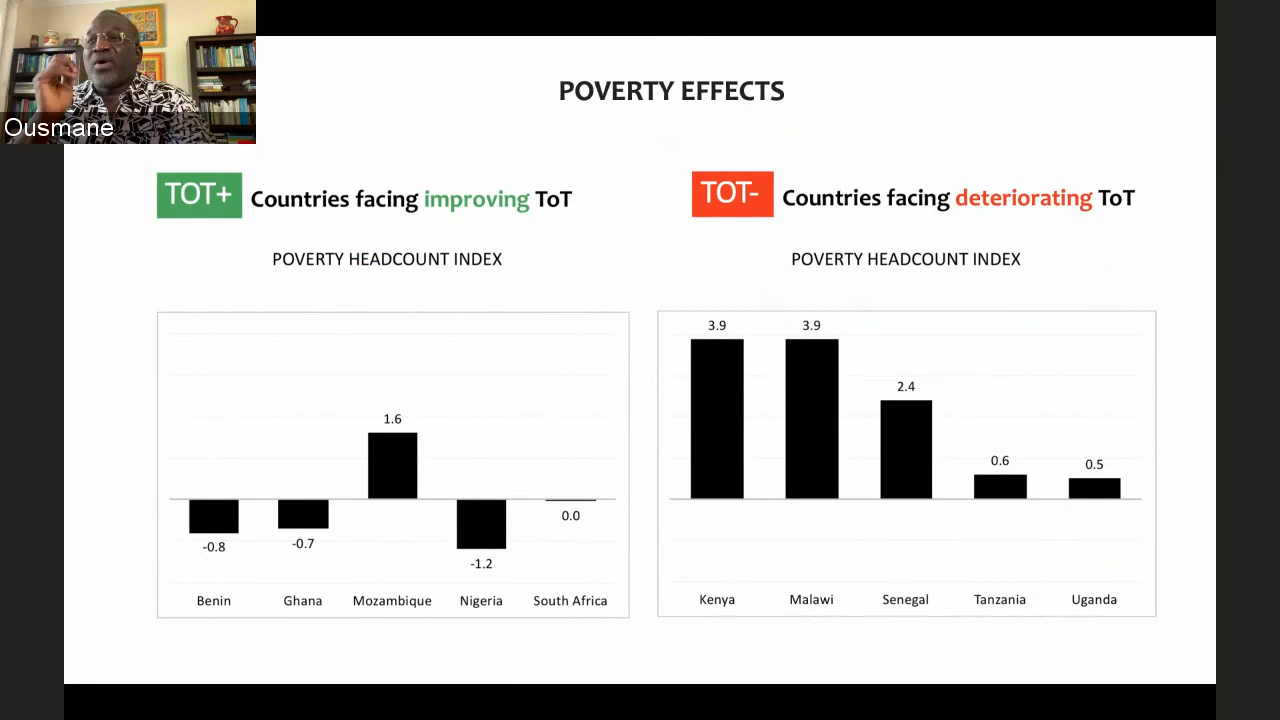 Ousmane
POVERTY EFFECTS
TOT+ Countries facing improving ToT
POVERTY HEADCOUNT INDEX
1.6
-0.8
-0.7
-1.2
0.0
Benin Ghana Mozambique Nigeria South Africa
TOT- Countries facing deteriorating ToT
POVERTY HEADCOUNT INDEX
3.9 3.9
2.4
0.6
0.5
Kenya Malawi Senegal Tanzania Uganda